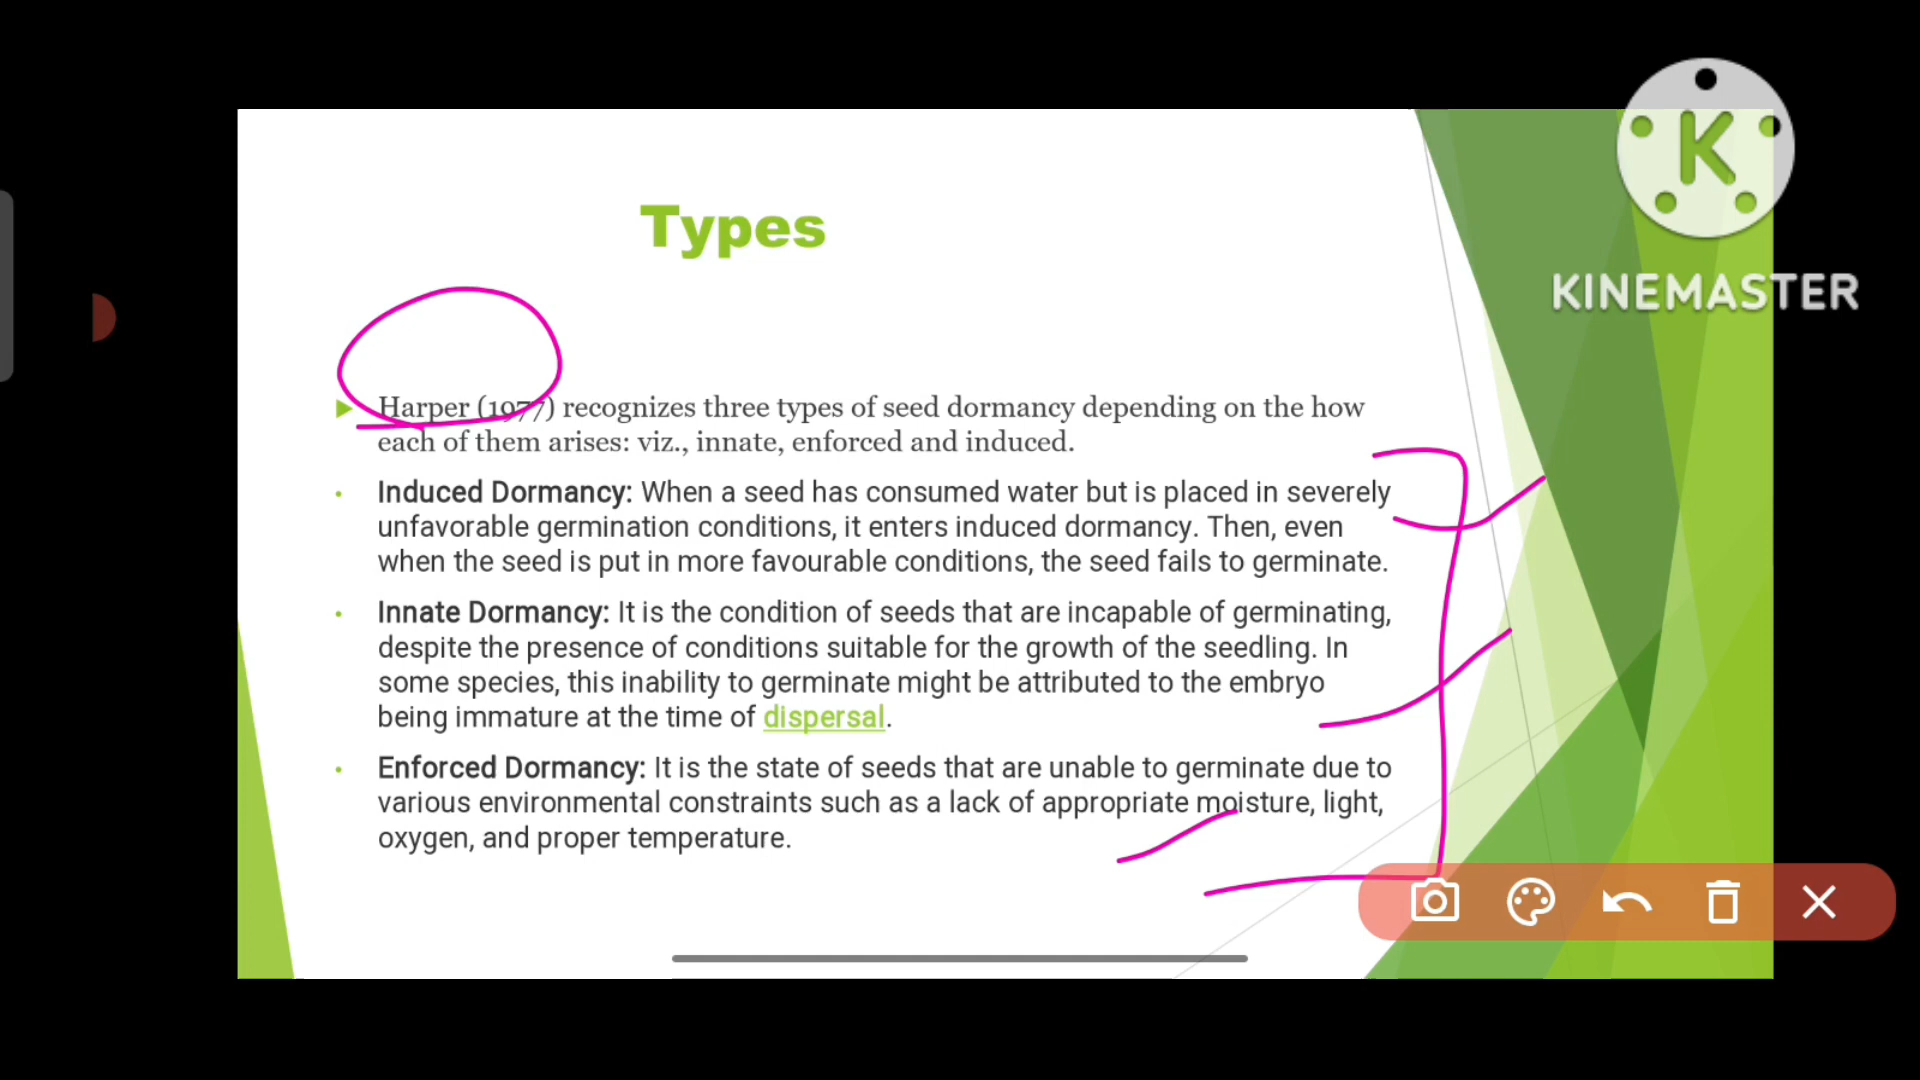 K
KINEMASTER
Types
Harper (1977) recognizes three types of seed dormancy depending on the how
each of them arises: viz., innate, enforced and induced.
Induced Dormancy: When a seed has consumed water but is placed in severely
unfavorable germination conditions, it enters induced dormancy. Then, even
when the seed is put in more favourable conditions, the seed fails to germinate.
Innate Dormancy: It is the condition of seeds that are incapable of germinating,
despite the presence of conditions suitable for the growth of the seedling. In
some species, this inability to germinate might be attributed to the embryo
being immature at the time of dispersal.
Enforced Dormancy: It is the state of seeds that are unable to germinate due to
various environmental constraints such as a lack of appropriate moisture, light,
oxygen, and proper temperature.